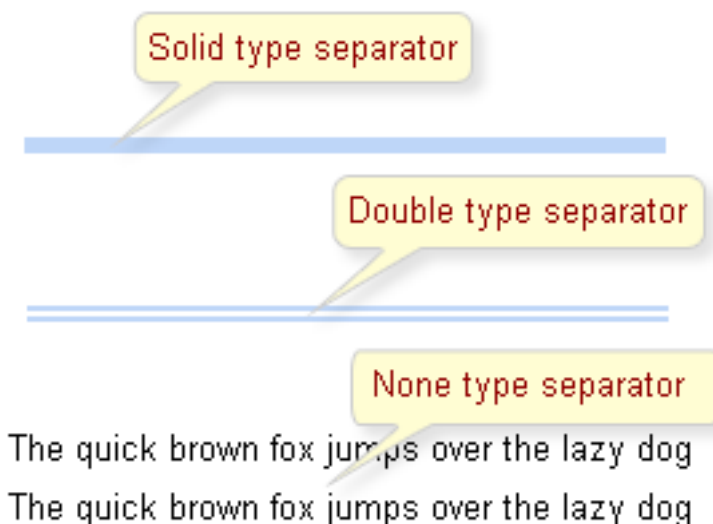 Solid type separator
Double type separator
None type separator
The quick brown fox jumps over the lazy dog
The quick brown fox jumps over the lazy dog